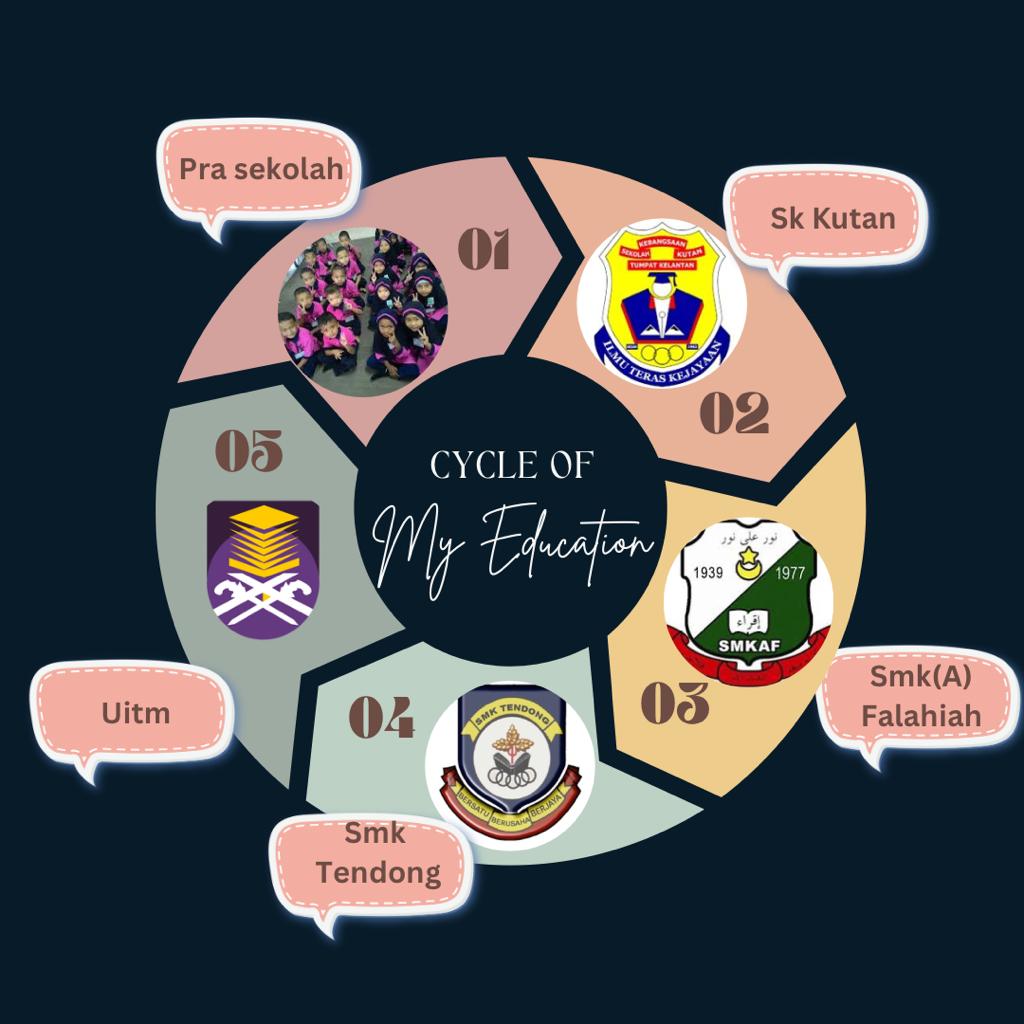 Pra sekolah
01
Sk Kutan
KEBANGSAAN
SEKOLAH KUTAN
TUMPAT KELANTAN
ILMU TERAS KEJAYAAN
02
CYCLE OF
My Education
05
نور على نور
1939 1977
إقراء
SMKAF
03
Smk(A)
Falahiah
04
SMK TENDONG
BERSATU BERUSAHA BERJAYA
Uitm
Smk
Tendong